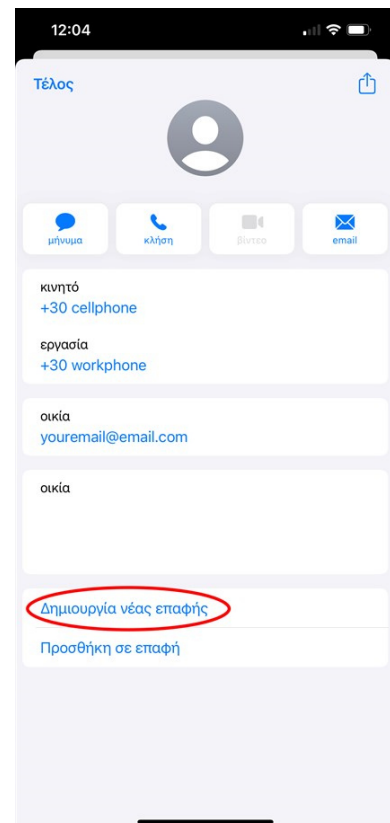 12:04
Τέλος
μήνυμα κλήση βίντεο email
κινητό
+30 cellphone
εργασία
+30 workphone
οικία
youremail@email.com
οικία
Δημιουργία νέας επαφής
Προσθήκη σε επαφή